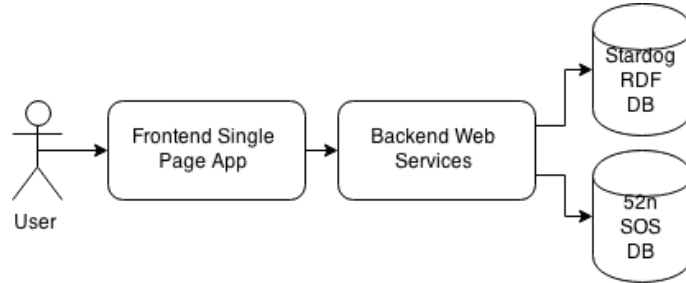 User
Frontend Single
Page App
Backend Web
Services
Stardog
RDF
DB
52n
SOS
DB